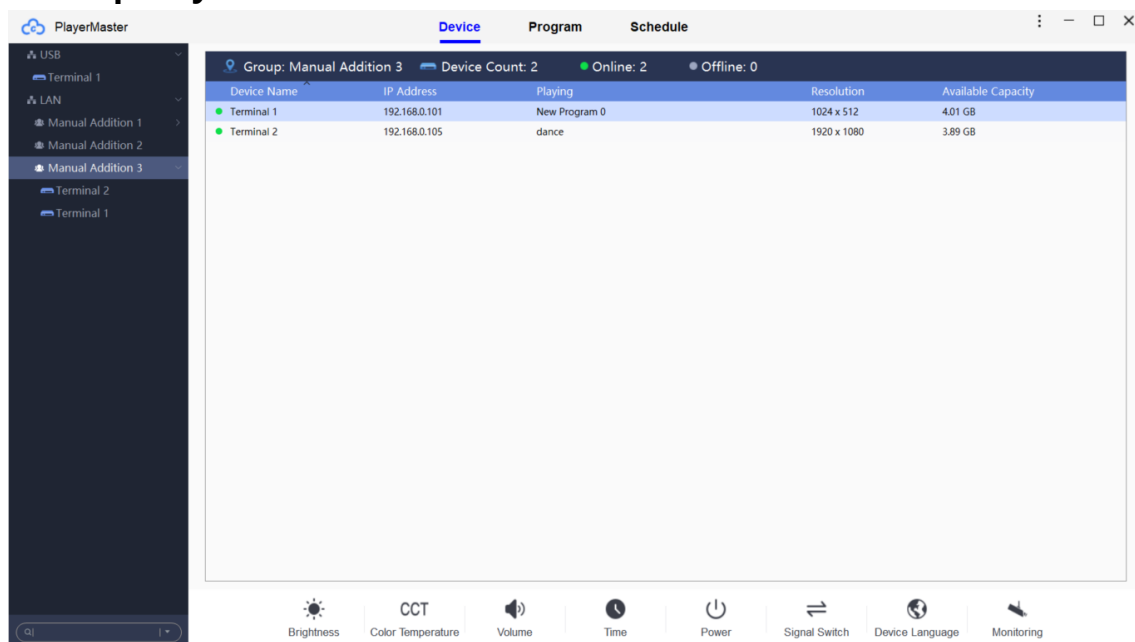 PlayerMaster
Device Program Schedule
USB
Terminal 1
LAN
Manual Addition 1
Manual Addition 2
Manual Addition 3
Terminal 2
Terminal 1
Group: Manual Addition 3 Device Count: 2 Online: 2 Offline: 0
Device Name IP Address Playing Resolution Available Capacity
Terminal 1 192.168.0.101 New Program 0 1024 x 512 4.01 GB
Terminal 2 192.168.0.105 dance 1920 x 1080 3.89 GB
CCT
Brightness Color Temperature Volume Time Power Signal Switch Device Language Monitoring